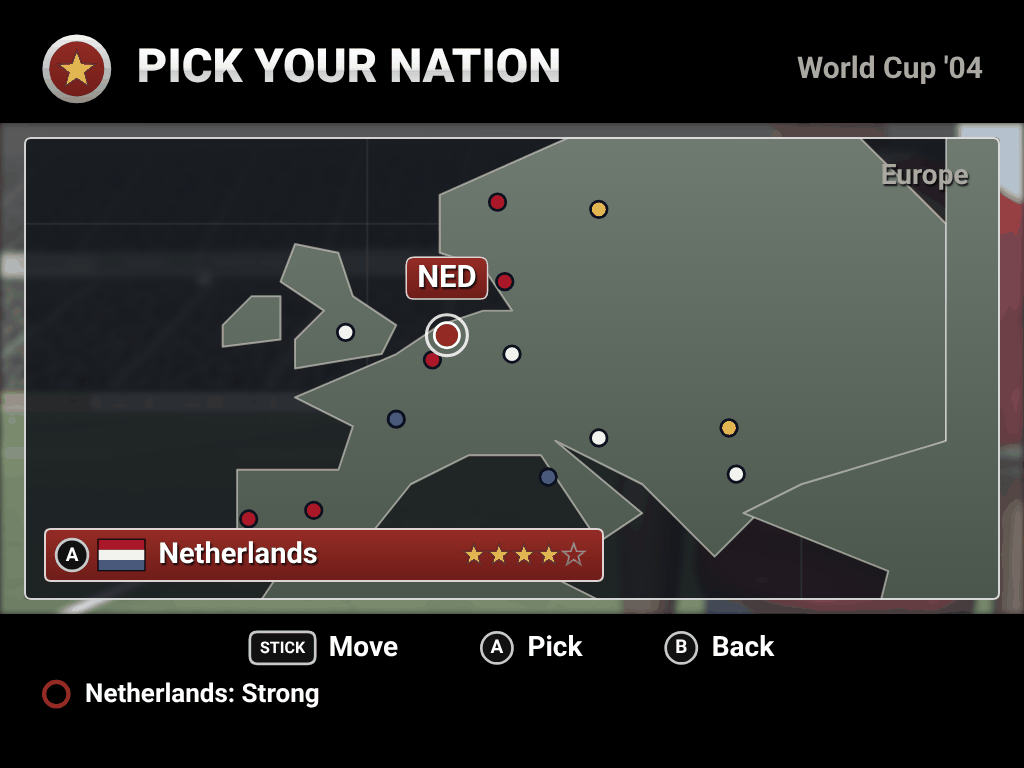 PICK YOUR NATION
World Cup '04
Europe
NED
A Netherlands
STICK Move A Pick B Back
Netherlands: Strong